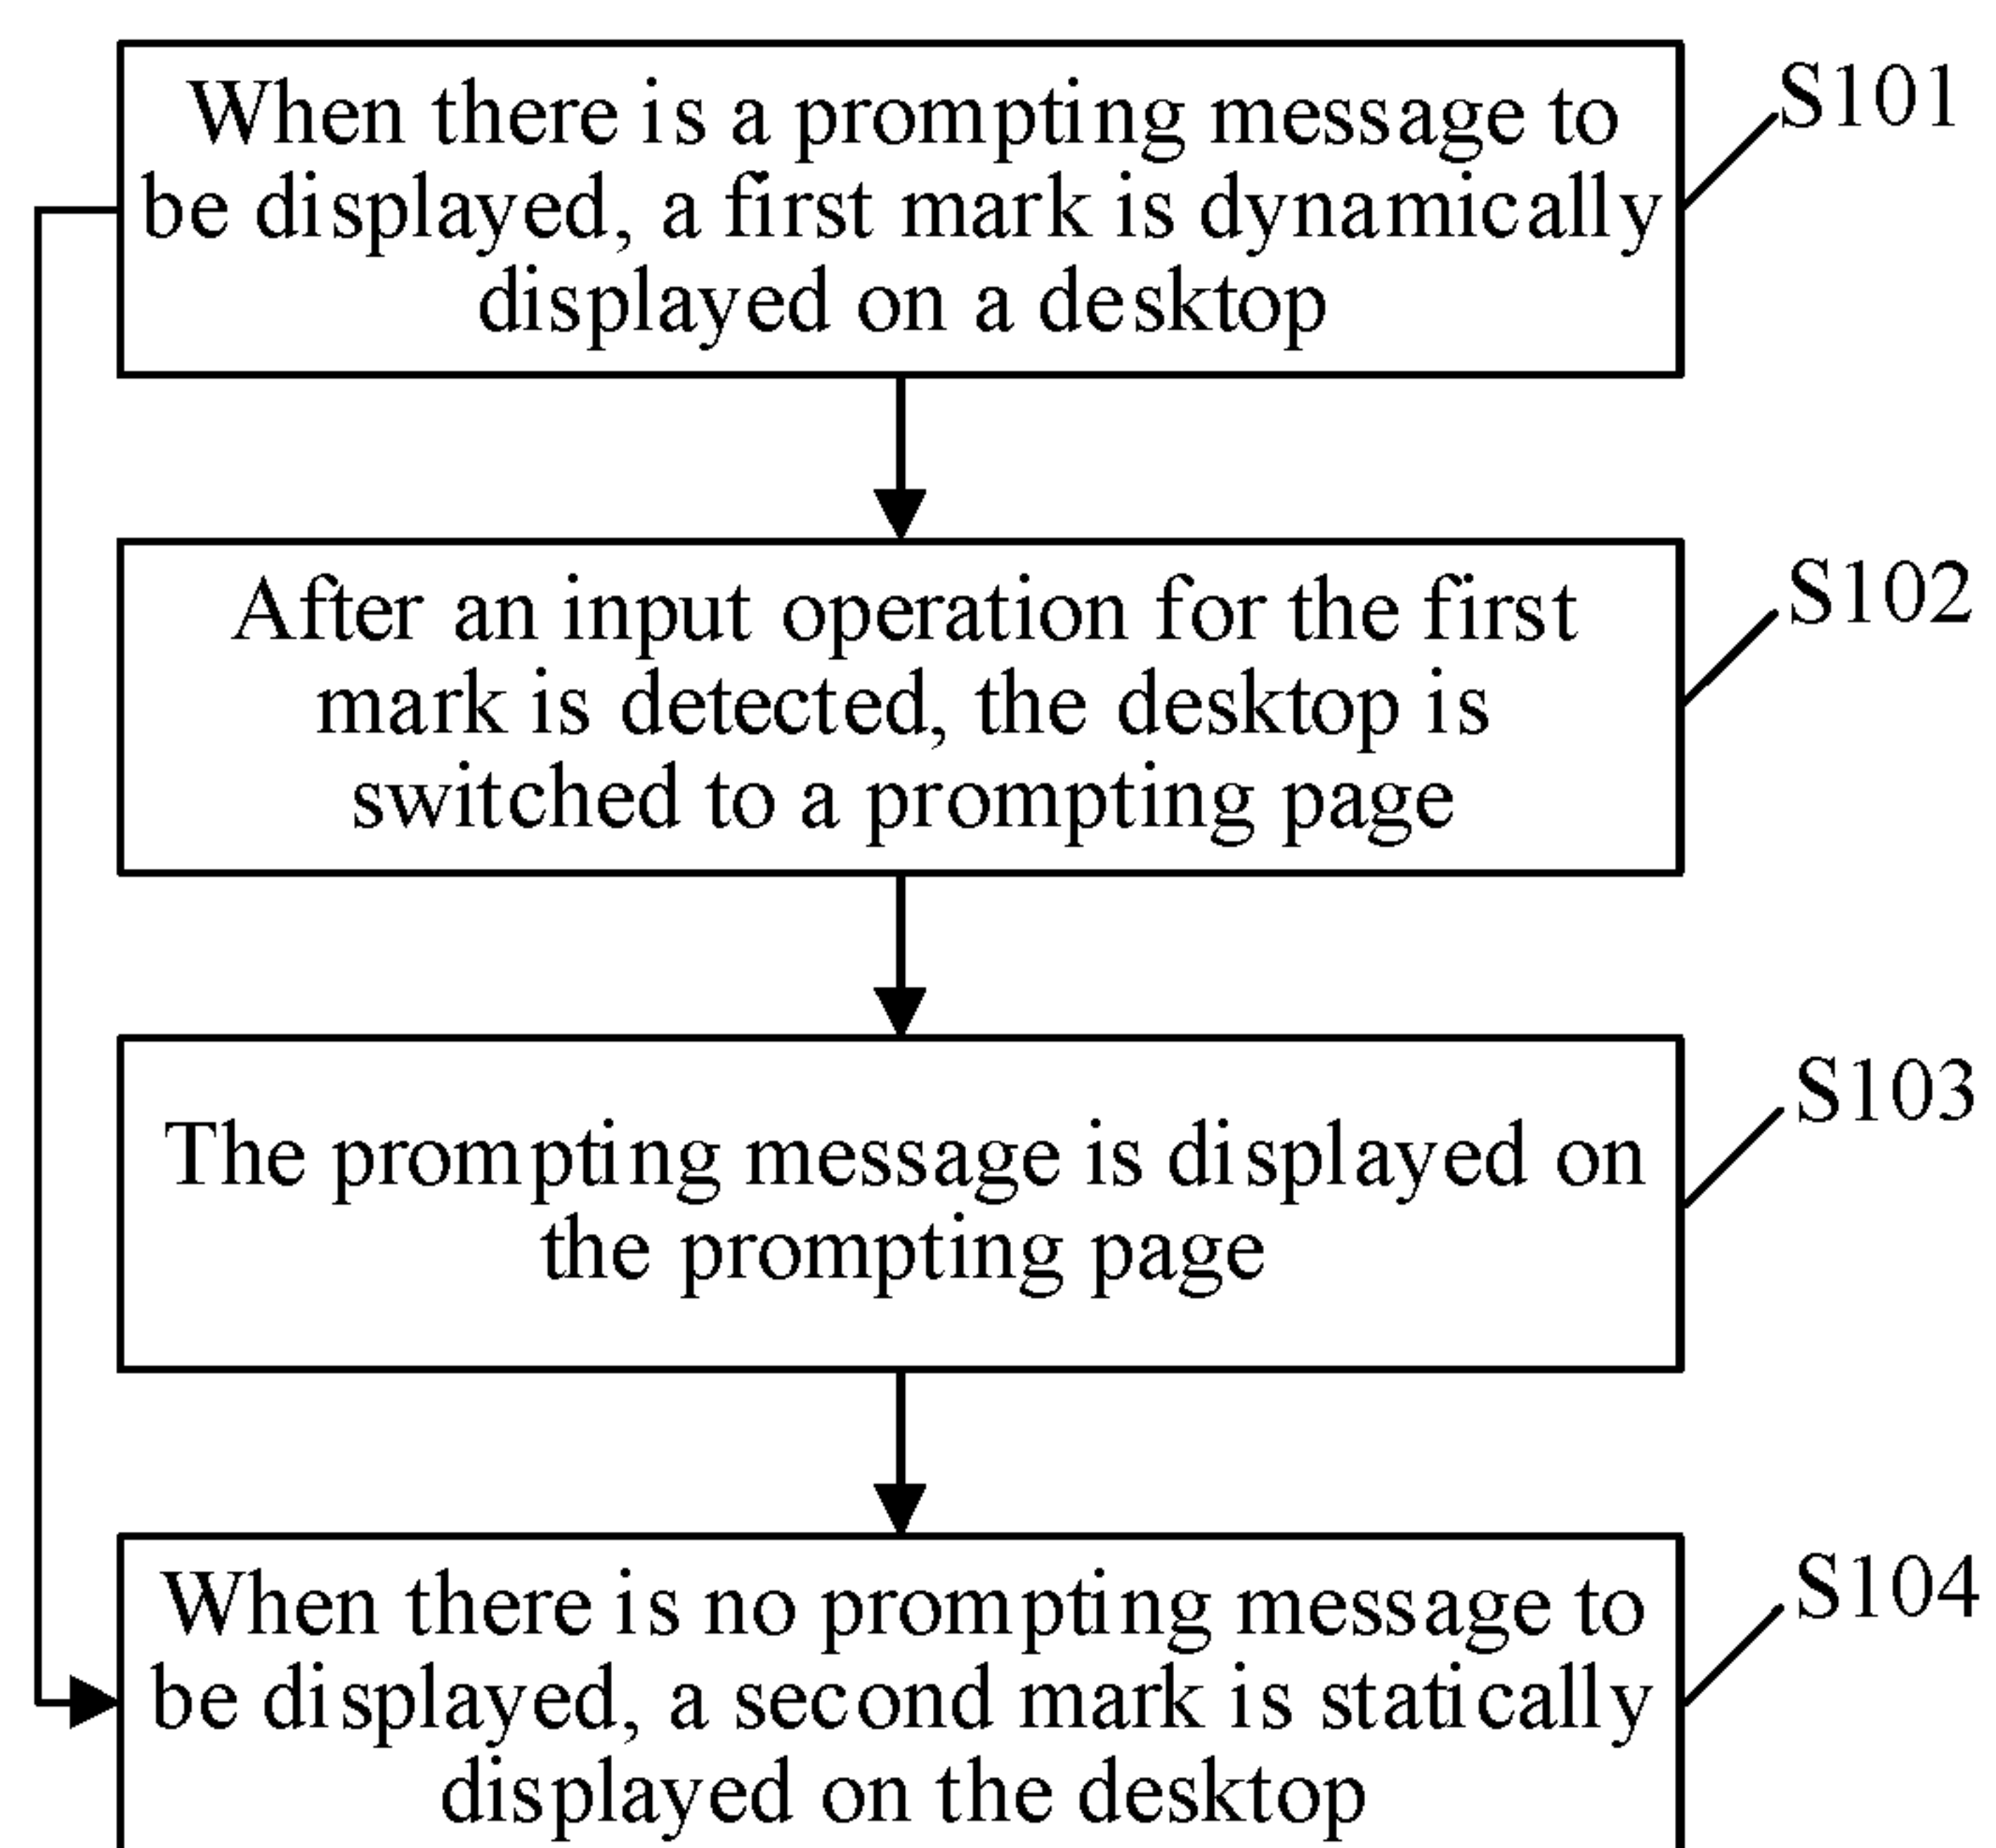 When there is a prompting message to
be displayed, a first mark is dynamically
displayed on a desktop
S101
After an input operation for the first
mark is detected, the desktop is
switched to a prompting page
S102
The prompting message is displayed on
the prompting page
S103
When there is no prompting message to
be displayed, a second mark is statically
displayed on the desktop
S104